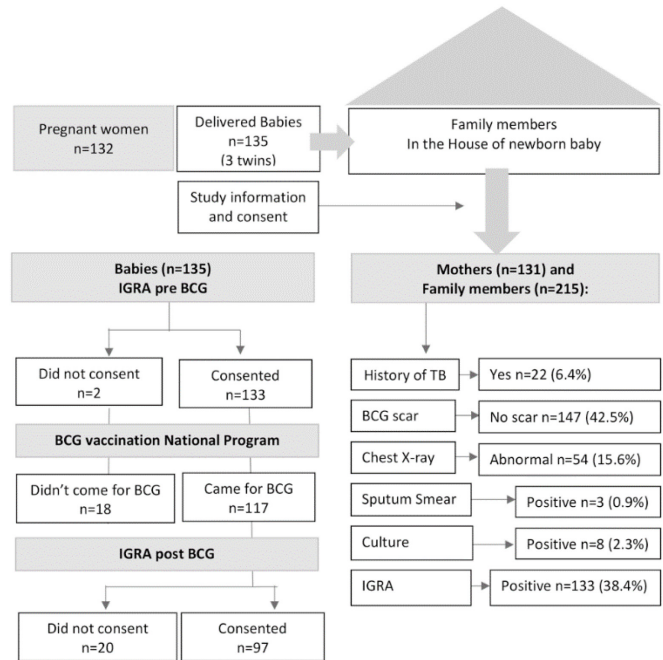 Pregnant women
n=132
Delivered Babies
n=135
(3 twins)
Family members
In the House of newborn baby
Study information
and consent
Babies (n=135)
IGRA pre BCG
Did not consent
n=2
Consented
n=133
BCG vaccination National Program
Didn’t come for BCG
n=18
Came for BCG
n=117
IGRA post BCG
Did not consent
n=20
Consented
n=97
Mothers (n=131) and
Family members (n=215):
History of TB
Yes n=22 (6.4%)
BCG scar
No scar n=147 (42.5%)
Chest X-ray
Abnormal n=54 (15.6%)
Sputum Smear
Positive n=3 (0.9%)
Culture
Positive n=8 (2.3%)
IGRA
Positive n=133 (38.4%)